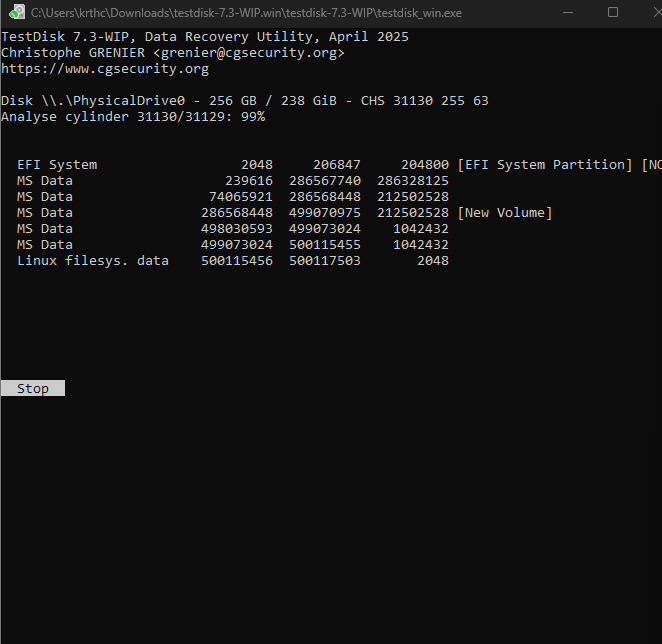 C:\Users\krthc\Downloads\testdisk-7.3-WIP.win\testdisk-7.3-WIP\testdisk_win.exe
TestDisk 7.3-WIP, Data Recovery Utility, April 2025
Christophe GRENIER <grenier@cgsecurity.org>
https://www.cgsecurity.org
Disk \\.\PhysicalDrive0 - 256 GB / 238 GiB - CHS 31130 255 63
Analyse cylinder 31130/31129: 99%
EFI System 2048 206847 204800 [EFI System Partition] [NO
MS Data 239616 286567740 286328125
MS Data 74065921 286568448 212502528
MS Data 286568448 499070975 212502528 [New Volume]
MS Data 498030593 499073024 1042432
MS Data 499073024 500115455 1042432
Linux filesys. data 500115456 500117503 2048
Stop